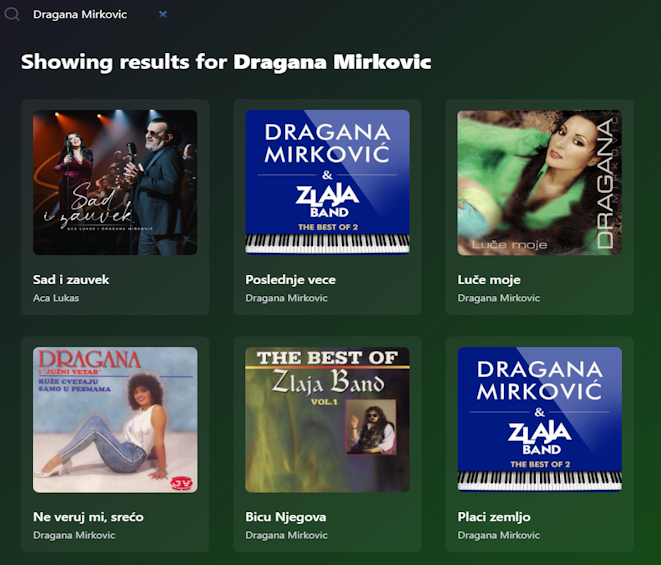 Dragana Mirkovic
Showing results for Dragana Mirkovic
Sad
i zauvek
ACA LUKAS I DRAGANA MIRKOVIĆ
Sad i zauvek
Aca Lukas
DRAGANA
MIRKOVIĆ
&
ZLAJA
BAND
THE BEST OF 2
Poslednje vece
Dragana Mirkovic
DRAGANA
Luče moje
Luče moje
Dragana Mirkovic
DRAGANA
I "JUŽNI VETAR"
RUŽE CVETAJU
SAMO U PESMAMA
JV
Ne veruj mi, srećo
Dragana Mirkovic
THE BEST OF
Zlaja Band
VOL.1
Bicu Njegova
Dragana Mirkovic
DRAGANA
MIRKOVIĆ
&
ZLAJA
BAND
THE BEST OF 2
Placi zemljo
Dragana Mirkovic